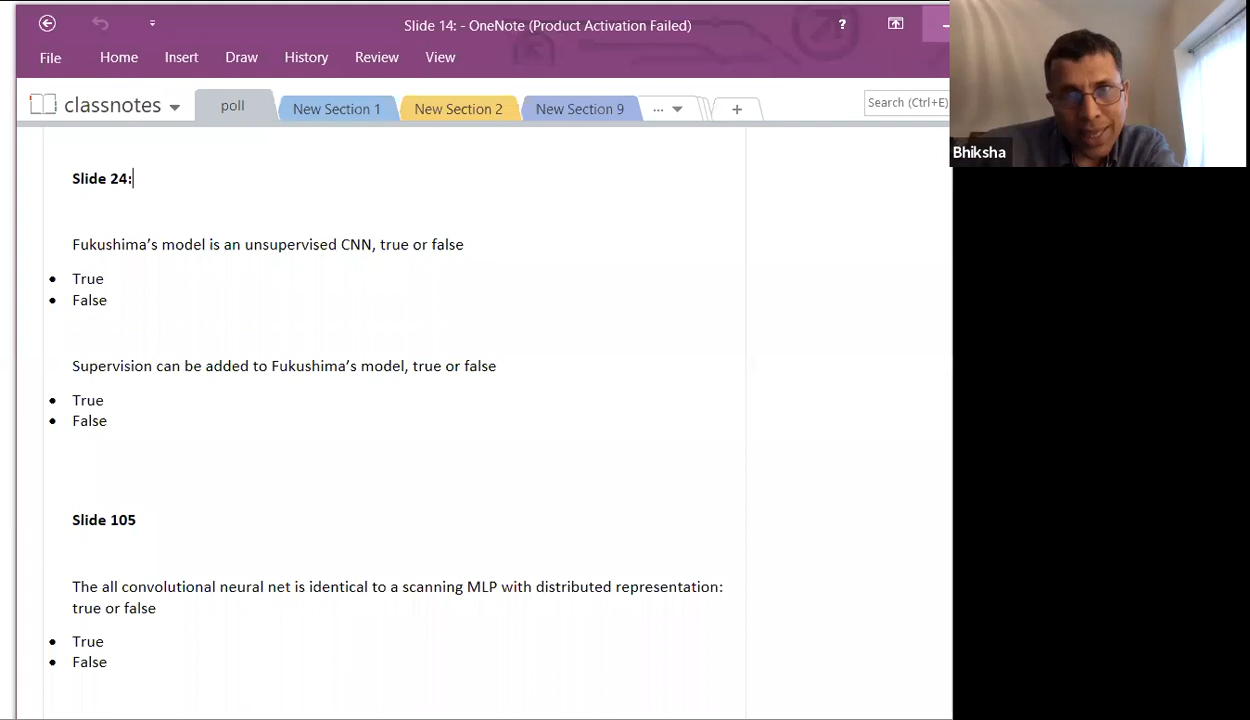 Slide 14: - OneNote (Product Activation Failed)
?
File Home Insert Draw History Review View
classnotes poll New Section 1 New Section 2 New Section 9 ... + Search (Ctrl+E)
Bhiksha
Slide 24:
Fukushima’s model is an unsupervised CNN, true or false
• True
• False
Supervision can be added to Fukushima’s model, true or false
• True
• False
Slide 105
The all convolutional neural net is identical to a scanning MLP with distributed representation:
true or false
• True
• False